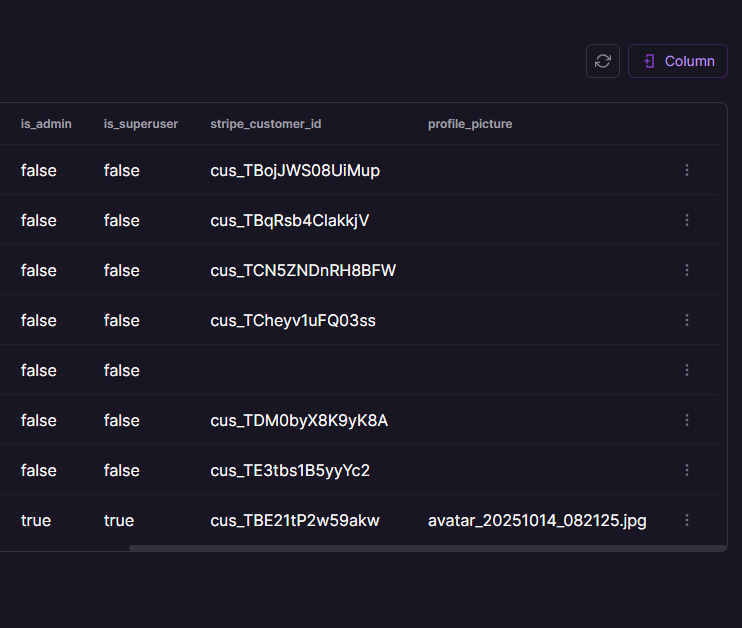 Column
is_admin is_superuser stripe_customer_id profile_picture
false false cus_TBojJWS08UiMup
false false cus_TBqRsb4ClakkjV
false false cus_TCN5ZNDnRH8BFW
false false cus_TCheyv1uFQ03ss
false false
false false cus_TDM0byX8K9yK8A
false false cus_TE3tbs1B5yyYc2
true true cus_TBE21tP2w59akw avatar_20251014_082125.jpg